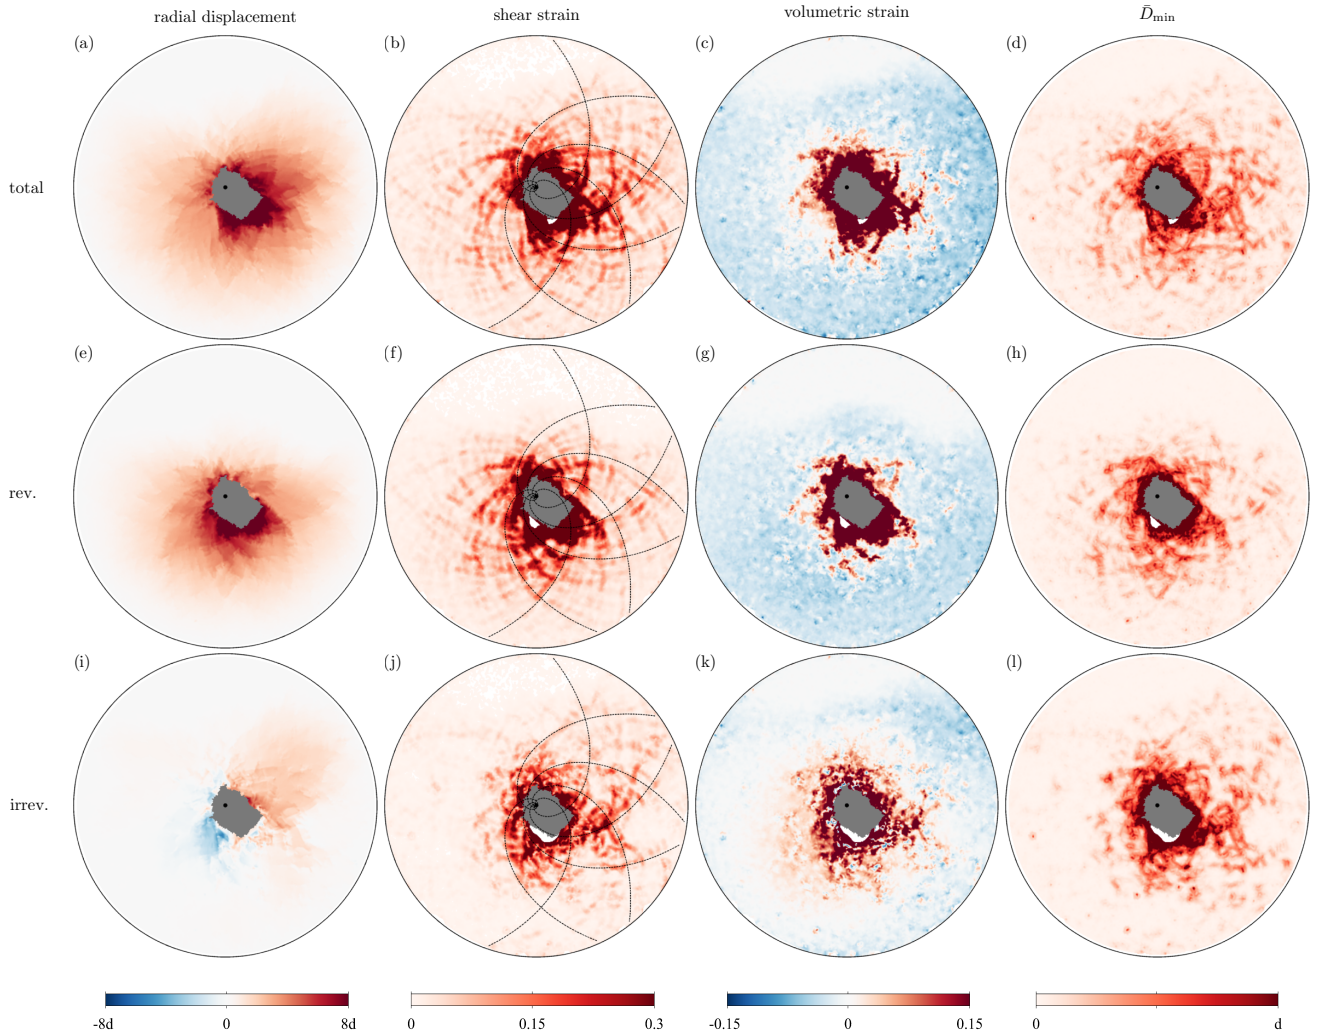 radial displacement shear strain volumetric strain D̄min
(a) (b) (c) (d)
total
(e) (f) (g) (h)
rev.
(i) (j) (k) (l)
irrev.
-8d 0 8d 0 0.15 0.3 -0.15 0 0.15 0 d